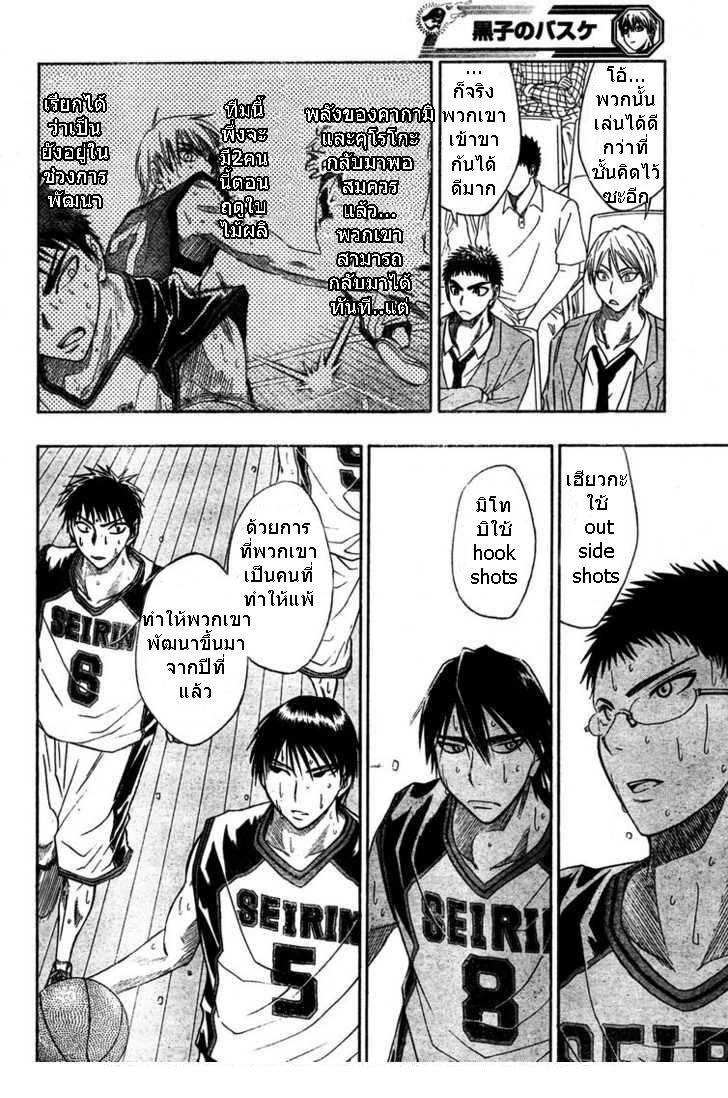 黒子のバスケ
โอ้...
พวกนั้น
เล่นได้ดี
กว่าที่
ชั้นคิดไว้
ซะอีก
...
ก็จริง
พวกเขา
เข้าขา
กันได้
ดีมาก
พลังของคากามิ
และคุโรโกะ
กลับมาพอ
สมควร
แล้ว...
พวกเขา
สามารถ
กลับมาได้
ทันที..แต่
ทีมนี้
พึ่งจะ
มี2คน
นี้ตอน
ฤดูใบ
ไม้ผลิ
เรียกได้
ว่าเป็น
ยังอยู่ใน
ช่วงการ
พัฒนา
เฮียวกะ
ใช้
out
side
shots
มิโท
บิใช้
hook
shots
ด้วยการ
ที่พวกเขา
เป็นคนที่
ทำให้แพ้
ทำให้พวกเขา
พัฒนาขึ้นมา
จากปีที่
แล้ว
SEIRIN
8
SEIRIN
5
SEIRIN
6